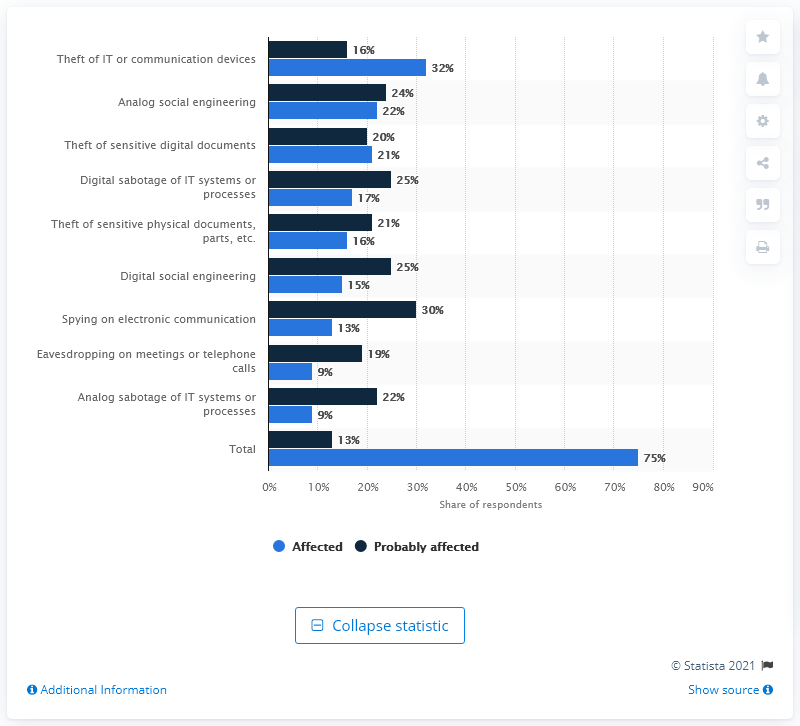 Theft of IT or communication devices
16%
32%
Analog social engineering
24%
22%
Theft of sensitive digital documents
20%
21%
Digital sabotage of IT systems or
processes
25%
17%
Theft of sensitive physical documents,
parts, etc.
21%
16%
Digital social engineering
25%
15%
Spying on electronic communication
30%
13%
Eavesdropping on meetings or telephone
calls
19%
9%
Analog sabotage of IT systems or
processes
22%
9%
Total
13%
75%
0% 10% 20% 30% 40% 50% 60% 70% 80% 90%
Share of respondents
Affected Probably affected
Collapse statistic
© Statista 2021
Additional Information Show source